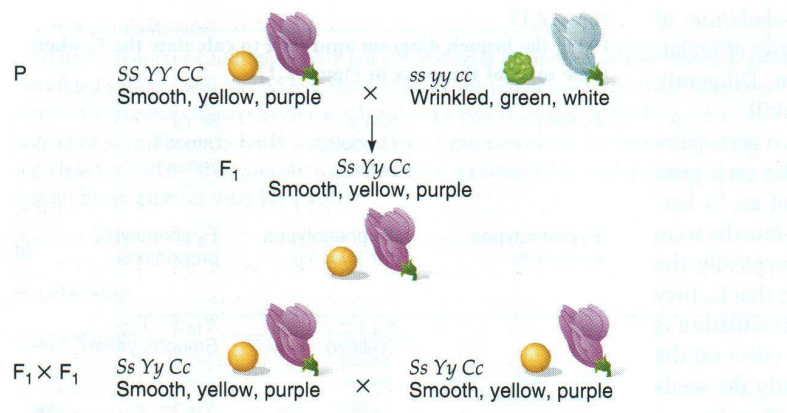 P
SS YY CC
Smooth, yellow, purple
×
ss yy cc
Wrinkled, green, white
F1
Ss Yy Cc
Smooth, yellow, purple
F1 × F1
Ss Yy Cc
Smooth, yellow, purple
×
Ss Yy Cc
Smooth, yellow, purple